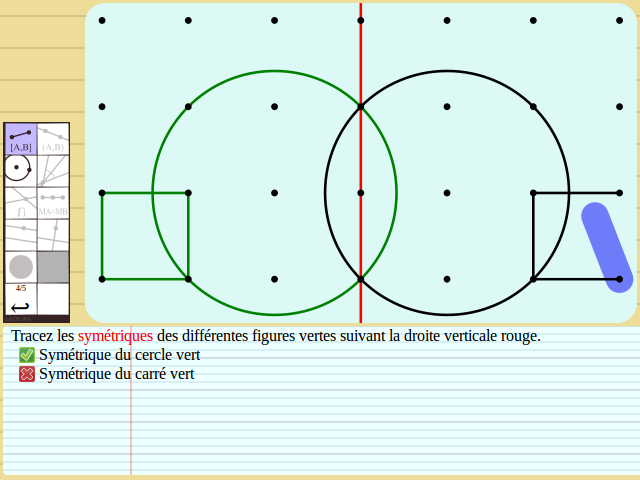 [A,B] (A,B)
MA=MB
4/5
Tracez les symétriques des différentes figures vertes suivant la droite verticale rouge.
Symétrique du cercle vert
Symétrique du carré vert